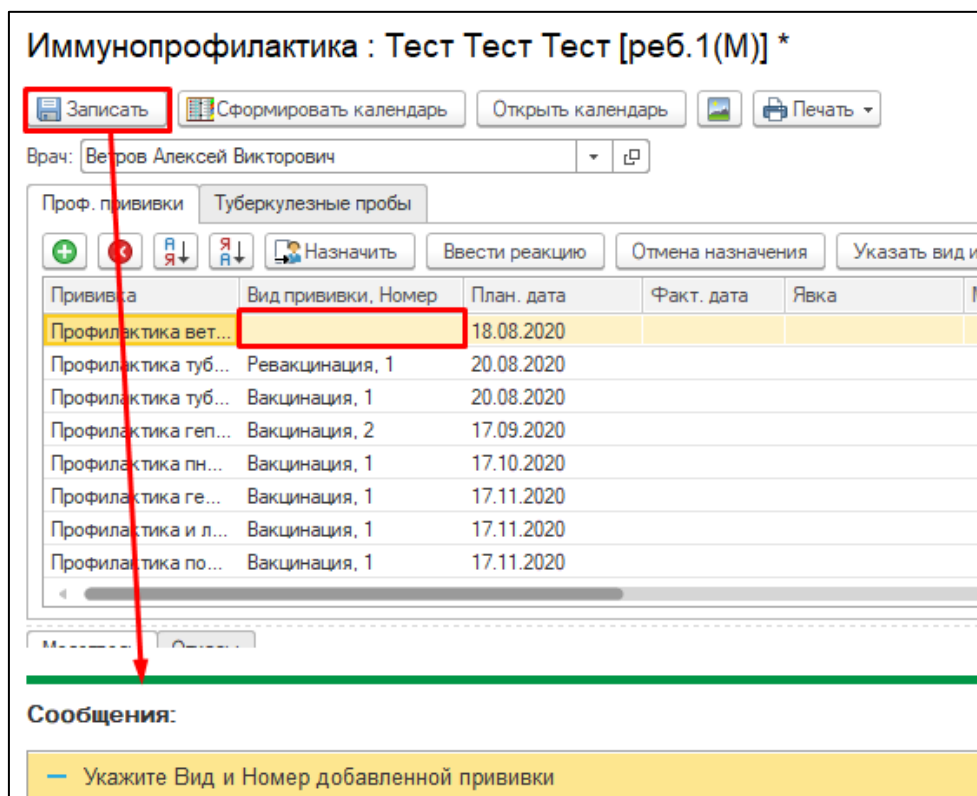 Иммунопрофилактика : Тест Тест Тест [реб.1(М)] *
Записать Сформировать календарь Открыть календарь Печать
Врач: Ветров Алексей Викторович
Проф. прививки Туберкулезные пробы
Назначить Ввести реакцию Отмена назначения Указать вид и
Прививка Вид прививки, Номер План. дата Факт. дата Явка
Профилактика вет... 18.08.2020
Профилактика туб... Ревакцинация, 1 20.08.2020
Профилактика туб... Вакцинация, 1 20.08.2020
Профилактика геп... Вакцинация, 2 17.09.2020
Профилактика пн... Вакцинация, 1 17.10.2020
Профилактика ге... Вакцинация, 1 17.11.2020
Профилактика и л... Вакцинация, 1 17.11.2020
Профилактика по... Вакцинация, 1 17.11.2020
Сообщения:
Укажите Вид и Номер добавленной прививки